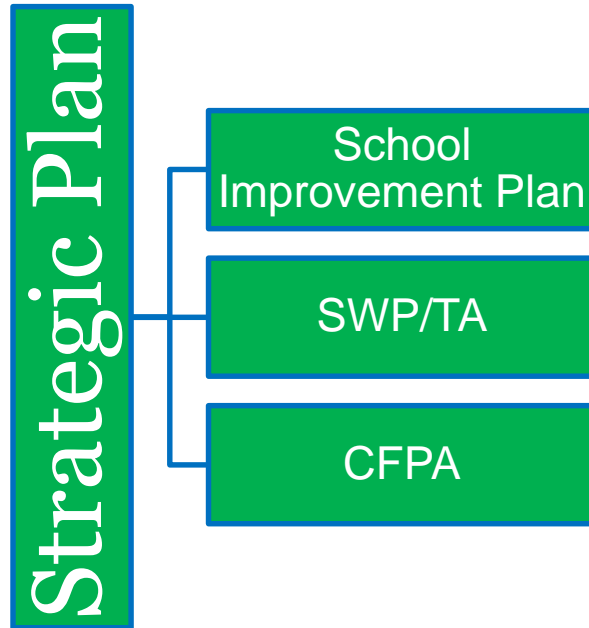 Strategic Plan
School
Improvement Plan
SWP/TA
CFPA